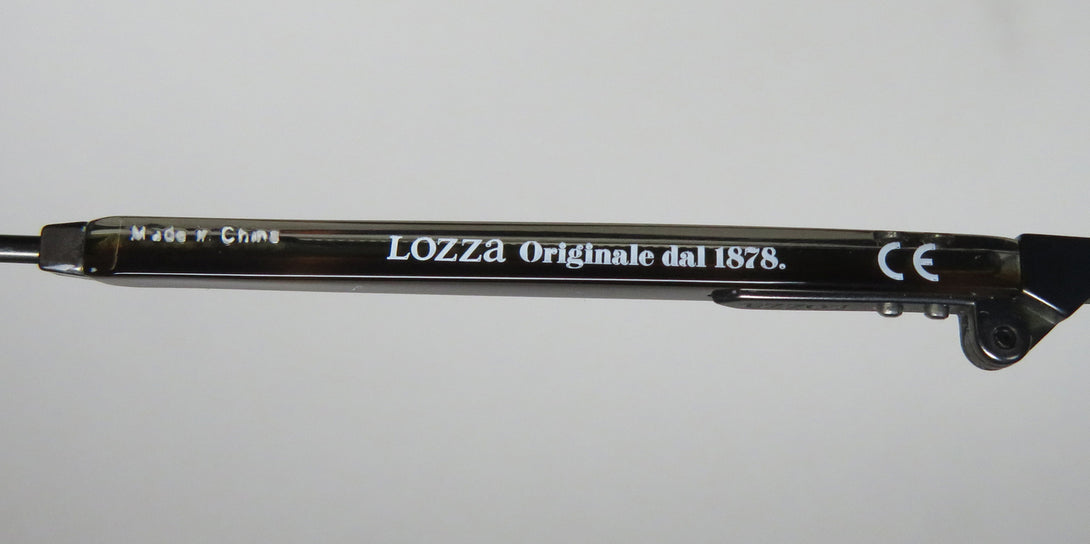 Made in China
LOZZa Originale dal 1878.
CE